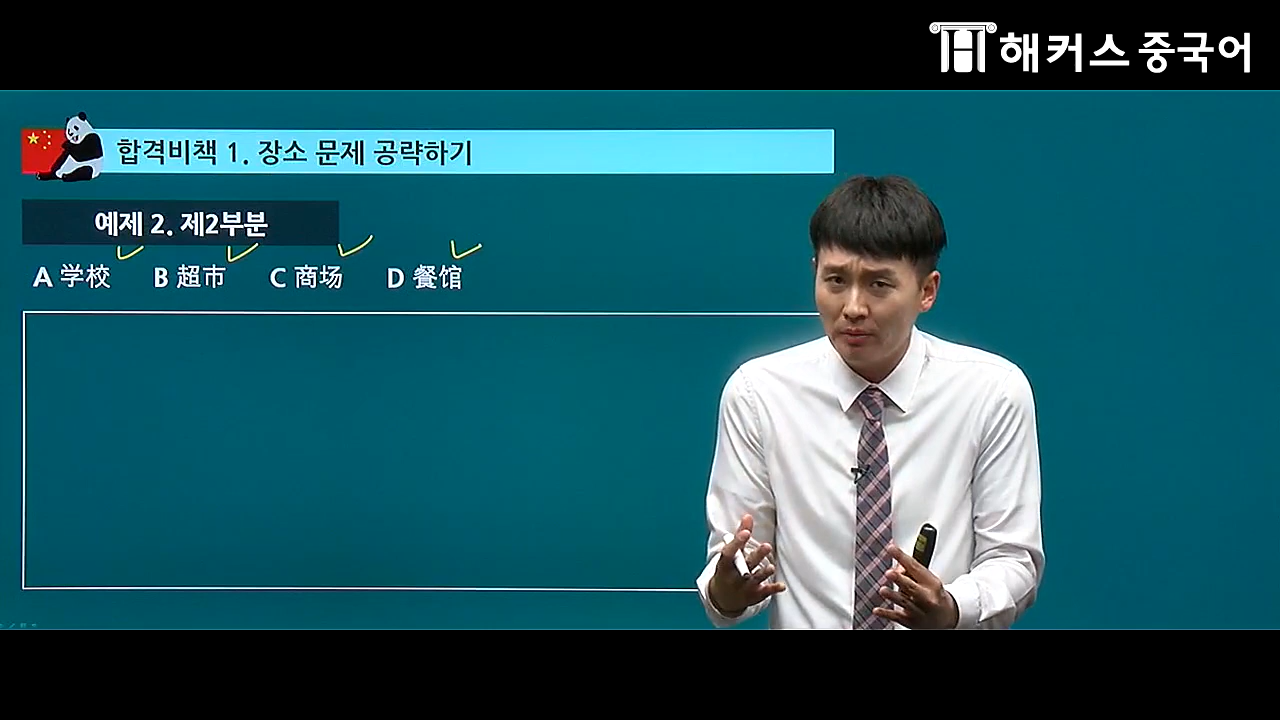 해커스 중국어
합격비책 1. 장소 문제 공략하기
예제 2. 제2부분
A 学校 B 超市 C 商场 D 餐馆